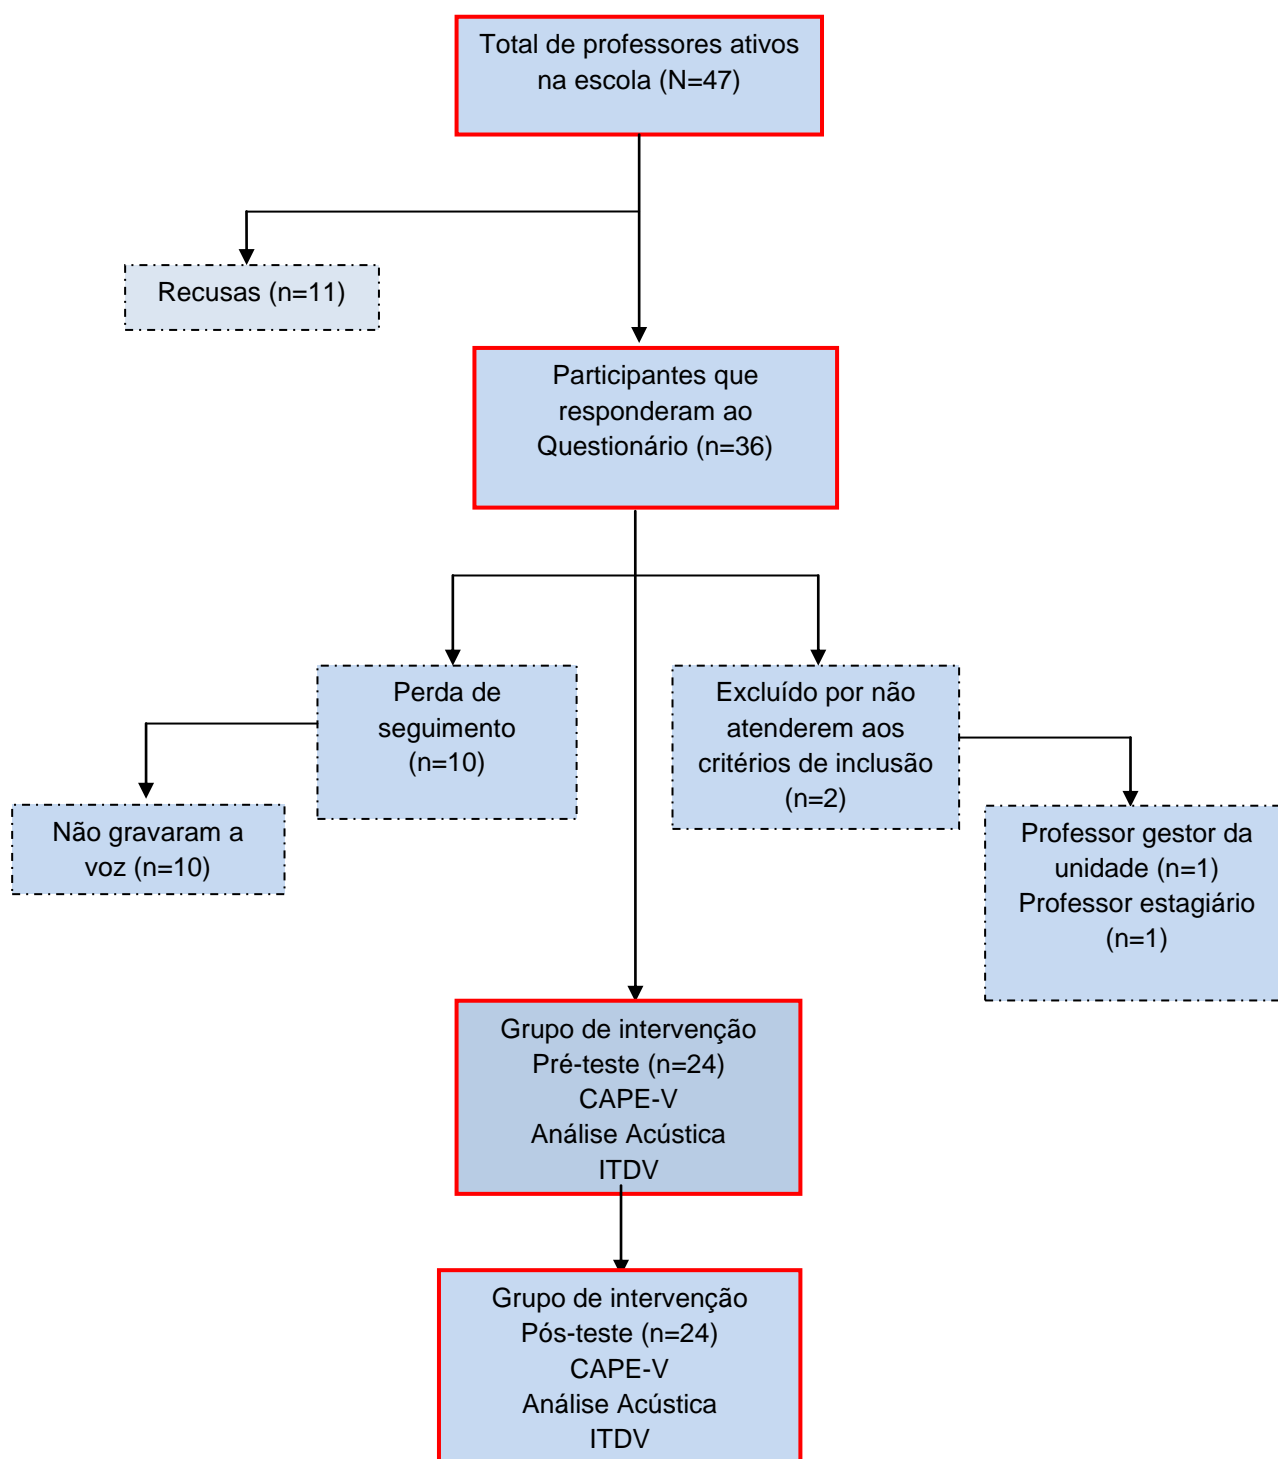 Total de professores ativos
na escola (N=47)
Recusas (n=11)
Participantes que
responderam ao
Questionário (n=36)
Perda de
seguimento
(n=10)
Excluído por não
atenderem aos
critérios de inclusão
(n=2)
Não gravaram a
voz (n=10)
Professor gestor da
unidade (n=1)
Professor estagiário
(n=1)
Grupo de intervenção
Pré-teste (n=24)
CAPE-V
Análise Acústica
ITDV
Grupo de intervenção
Pós-teste (n=24)
CAPE-V
Análise Acústica
ITDV